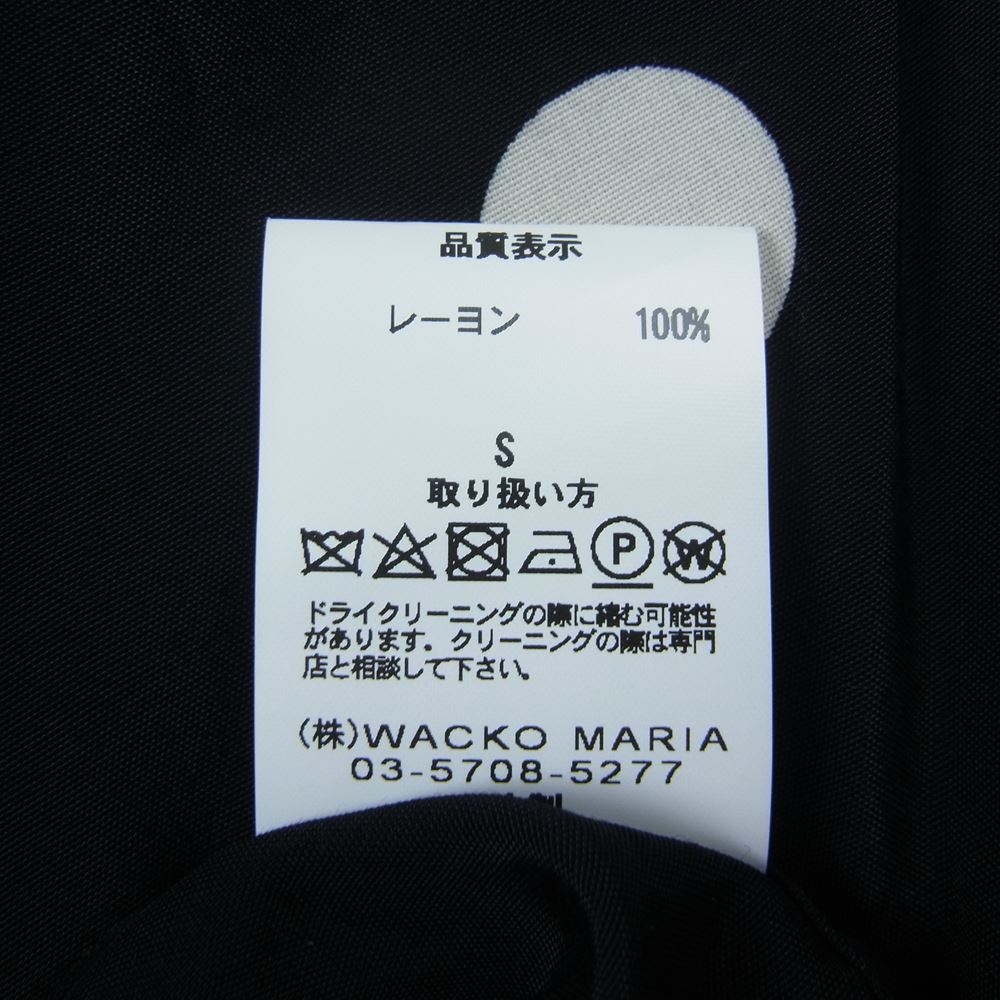 品質表示
レーヨン 100%
S
取り扱い方
P W
ドライクリーニングの際に縮む可能性
があります。クリーニングの際は専門
店と相談して下さい。
(株)WACKO MARIA
03-5708-5277